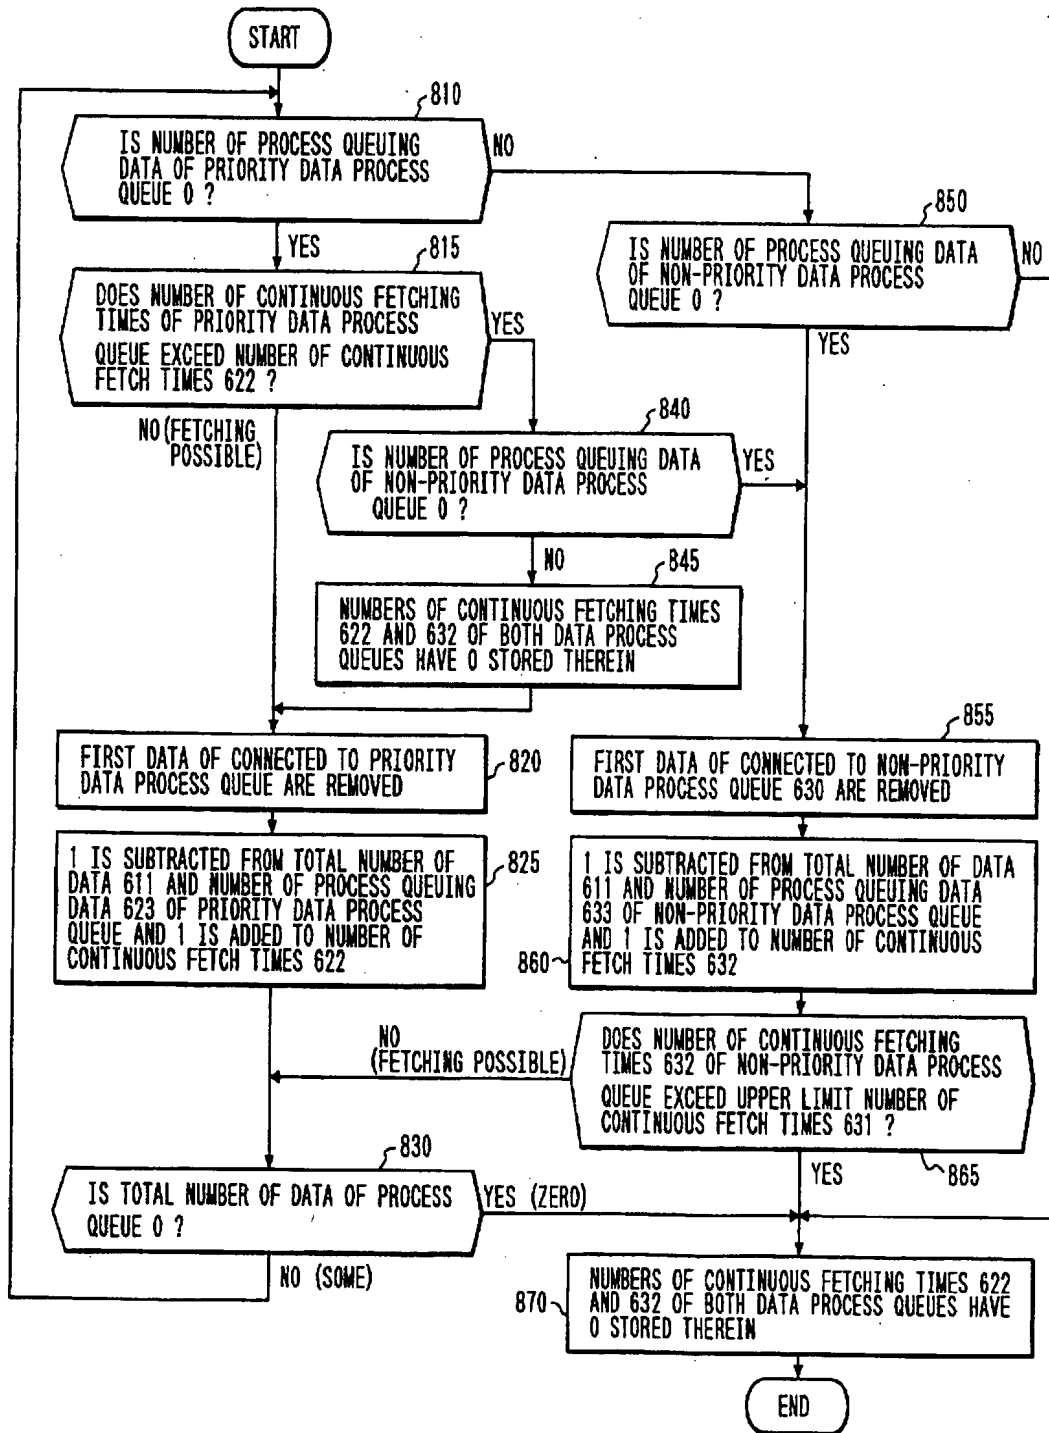 START
810
IS NUMBER OF PROCESS QUEUING
DATA OF PRIORITY DATA PROCESS
QUEUE 0 ?
NO
YES
850
IS NUMBER OF PROCESS QUEUING DATA
OF NON-PRIORITY DATA PROCESS
QUEUE 0 ?
NO
YES
815
DOES NUMBER OF CONTINUOUS FETCHING
TIMES OF PRIORITY DATA PROCESS
QUEUE EXCEED NUMBER OF CONTINUOUS
FETCH TIMES 622 ?
YES
NO (FETCHING
POSSIBLE)
840
IS NUMBER OF PROCESS QUEUING DATA
OF NON-PRIORITY DATA PROCESS
QUEUE 0 ?
YES
NO
845
NUMBERS OF CONTINUOUS FETCHING TIMES
622 AND 632 OF BOTH DATA PROCESS
QUEUES HAVE 0 STORED THEREIN
FIRST DATA OF CONNECTED TO PRIORITY
DATA PROCESS QUEUE ARE REMOVED
820
855
FIRST DATA OF CONNECTED TO NON-PRIORITY
DATA PROCESS QUEUE 630 ARE REMOVED
1 IS SUBTRACTED FROM TOTAL NUMBER OF
DATA 611 AND NUMBER OF PROCESS QUEUING
DATA 623 OF PRIORITY DATA PROCESS
QUEUE AND 1 IS ADDED TO NUMBER OF
CONTINUOUS FETCH TIMES 622
825
1 IS SUBTRACTED FROM TOTAL NUMBER OF DATA
611 AND NUMBER OF PROCESS QUEUING DATA
633 OF NON-PRIORITY DATA PROCESS QUEUE
AND 1 IS ADDED TO NUMBER OF CONTINUOUS
FETCH TIMES 632
860
DOES NUMBER OF CONTINUOUS FETCHING
TIMES 632 OF NON-PRIORITY DATA PROCESS
QUEUE EXCEED UPPER LIMIT NUMBER OF
CONTINUOUS FETCH TIMES 631 ?
NO
(FETCHING POSSIBLE)
YES
865
830
IS TOTAL NUMBER OF DATA OF PROCESS
QUEUE 0 ?
YES (ZERO)
NO (SOME)
870
NUMBERS OF CONTINUOUS FETCHING TIMES 622
AND 632 OF BOTH DATA PROCESS QUEUES HAVE
0 STORED THEREIN
END